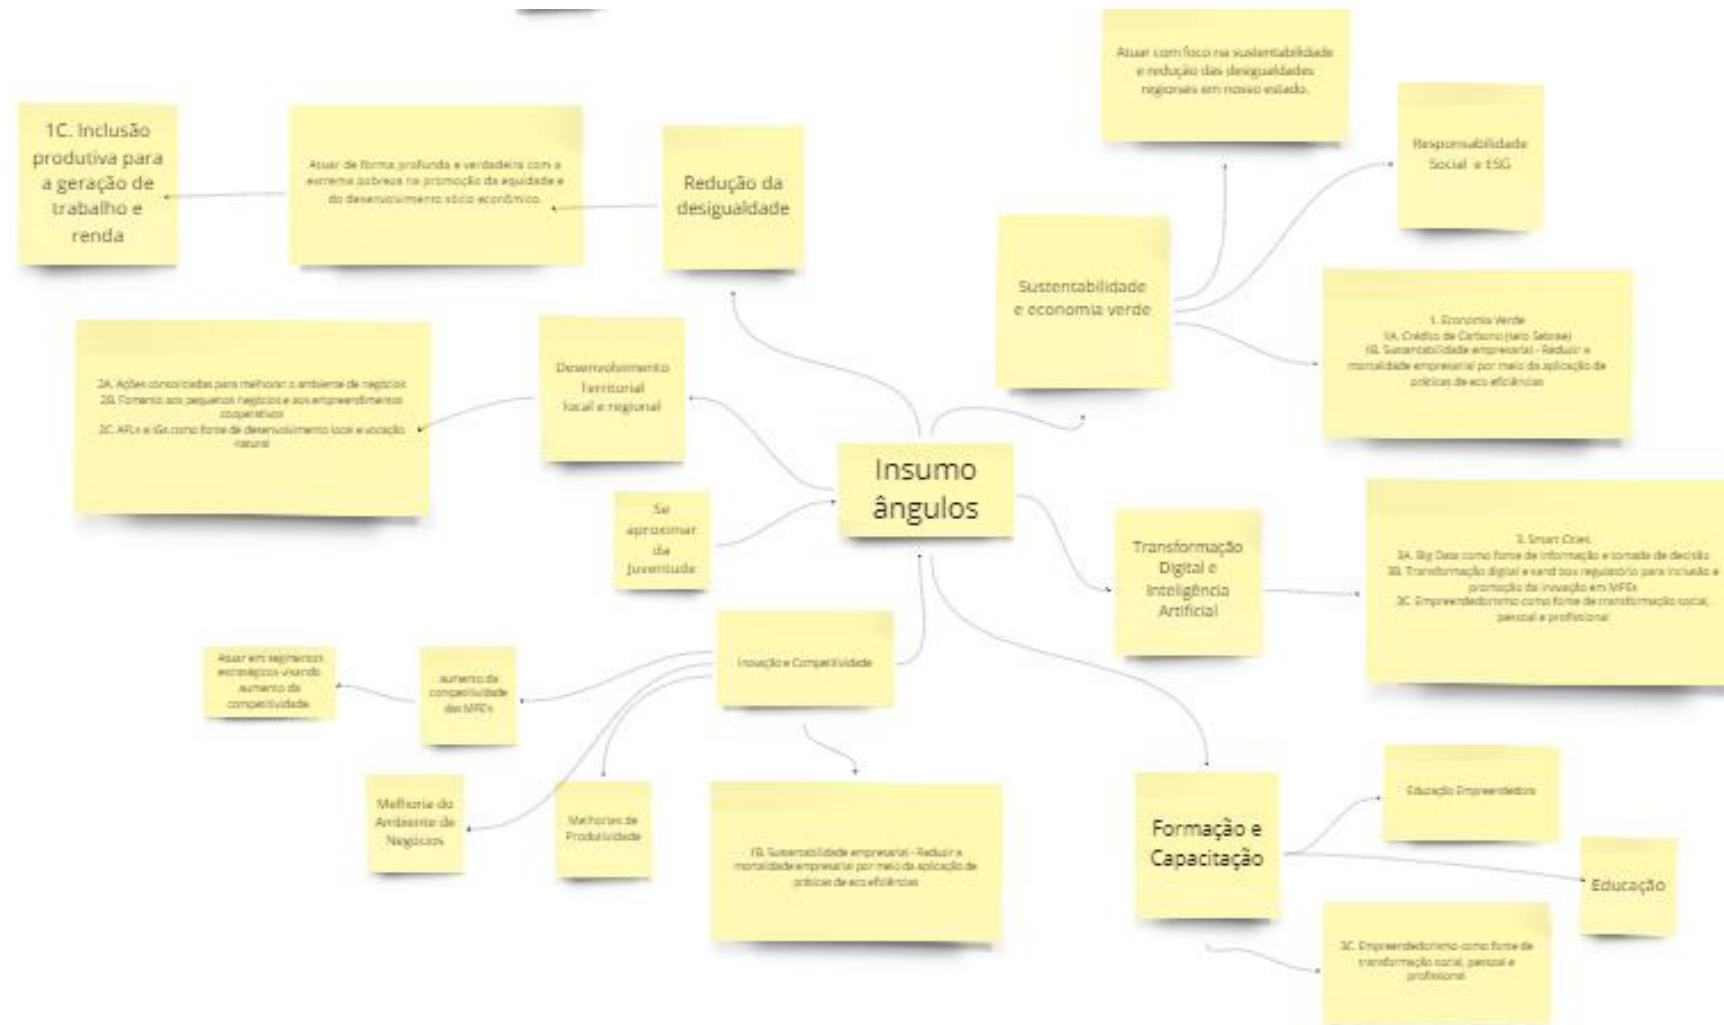 Atuar com foco na sustentabilidade
e redução das desigualdades
regionais em nosso estado.
1C. Inclusão
produtiva para
a geração de
trabalho e
renda
Atuar de forma profunda e verdadeira com a
extrema pobreza na promoção da equidade e
do desenvolvimento sócio econômico.
Redução da
desigualdade
Responsabilidade
Social e ESG
Sustentabilidade
e economia verde
1. Economia Verde
1A. Crédito de Carbono (selo Sebrae)
1B. Sustentabilidade empresarial - Reduzir a
mortalidade empresarial por meio da aplicação de
práticas de eco eficiências
2A. Ações consorciadas para melhorar o ambiente de negócios
2B. Fomento aos pequenos negócios e aos empreendimentos
cooperativos
2C. APLs e IGs como fonte de desenvolvimento local e vocação
natural
Desenvolvimento
Territorial
local e regional
Insumo
ângulos
Se
aproximar
da
Juventude
Transformação
Digital e
Inteligência
Artificial
3. Smart Cities
3A. Big Data como fonte de informação e tomada de decisão
3B. Transformação digital e sand box regulatório para inclusão e
promoção da inovação em MPEs
3C. Empreendedorismo como fonte de transformação social,
pessoal e profissional
Inovação e Competitividade
Atuar em segmentos
estratégicos visando
aumento da
competitividade
aumento da
competitividade
das MPE's
Melhoria do
Ambiente de
Negócios
Melhorias de
Produtividade
1B. Sustentabilidade empresarial - Reduzir a
mortalidade empresarial por meio da aplicação de
práticas de eco eficiências
Formação e
Capacitação
Educação Empreendedora
Educação
3C. Empreendedorismo como fonte de
transformação social, pessoal e
profissional